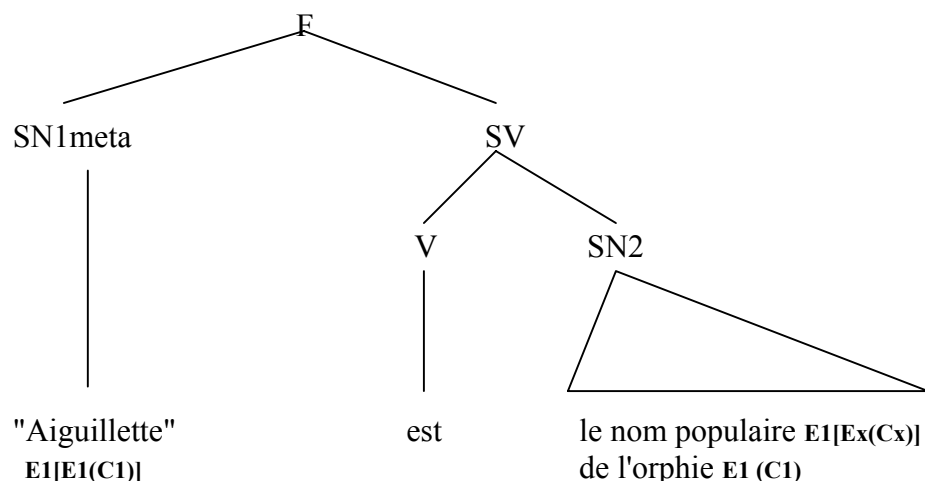 F
SN1meta SV
V SN2
"Aiguillette" est le nom populaire E1[Ex(Cx)]
E1[E1(C1)] de l'orphie E1 (C1)